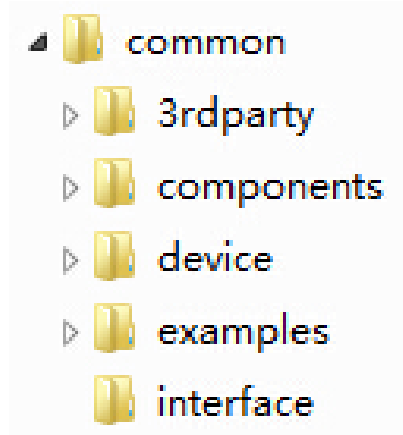 common
3rdparty
components
device
examples
interface